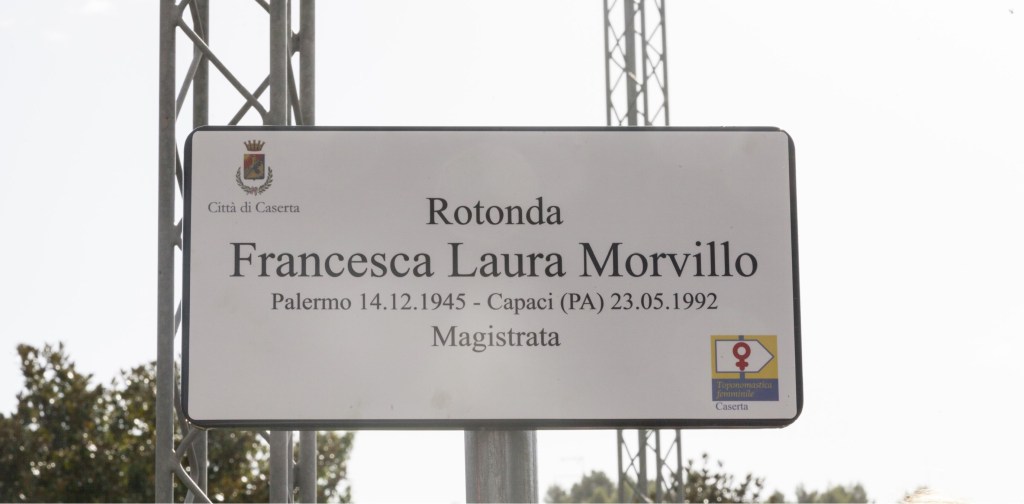 Città di Caserta
Rotonda
Francesca Laura Morvillo
Palermo 14.12.1945 - Capaci (PA) 23.05.1992
Magistrata
Toponomastica
femminile
Caserta